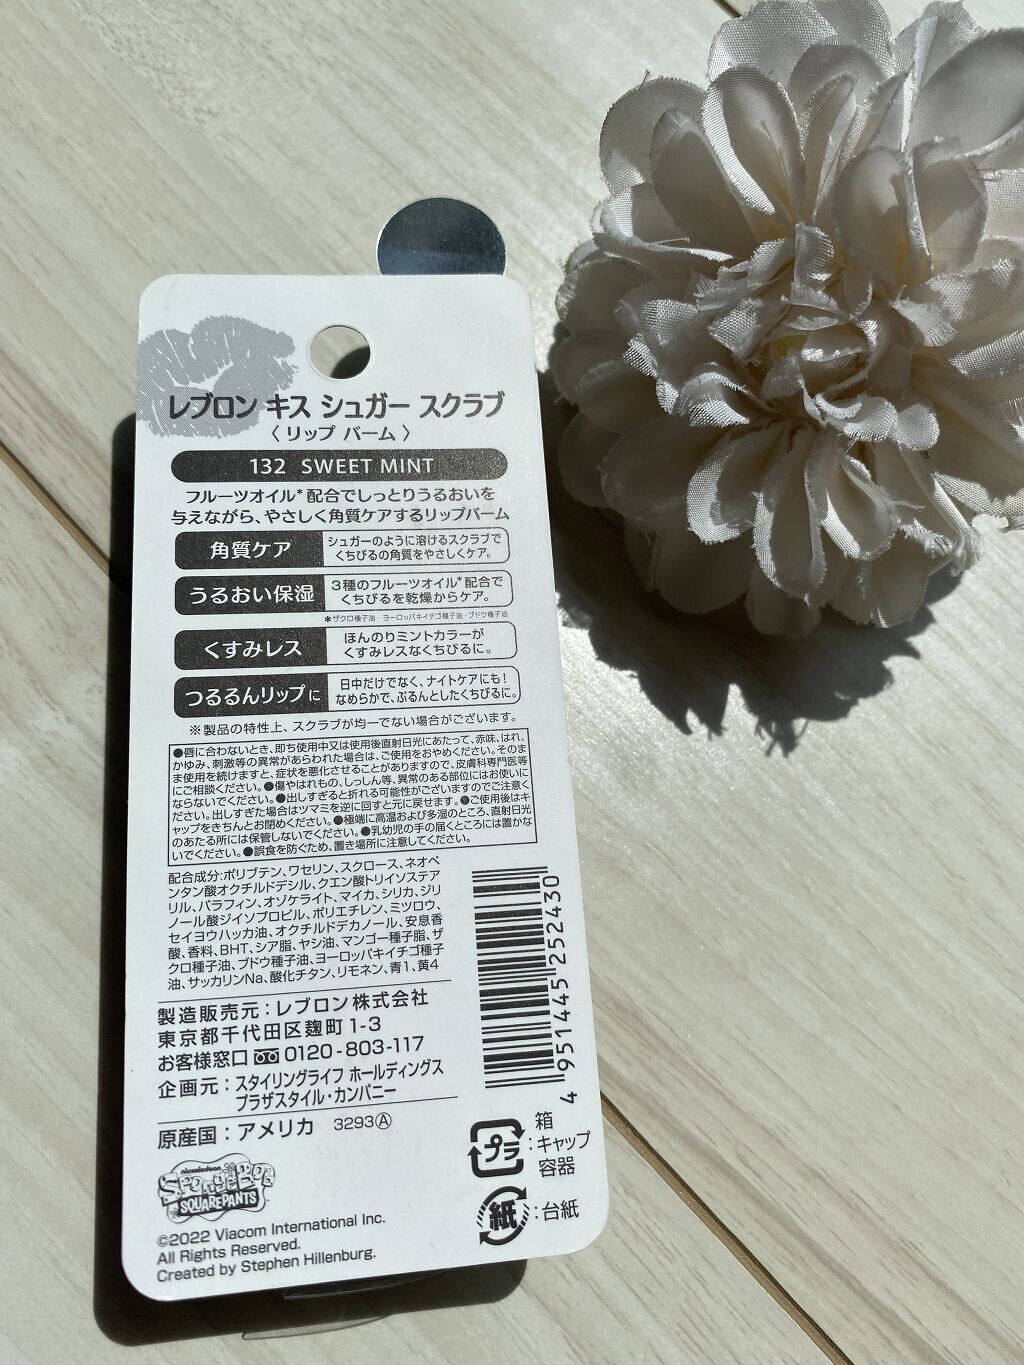 レブロン キス シュガー スクラブ
〈リップ バーム〉
132 SWEET MINT
フルーツオイル*配合でしっとりうるおいを
与えながら、やさしく角質ケアするリップバーム
角質ケア
シュガーのように溶けるスクラブで
くちびるの角質をやさしくケア。
うるおい保湿
3種のフルーツオイル*配合で
くちびるを乾燥からケア。
*ザクロ種子油・ヨーロッパキイチゴ種子油・ブドウ種子油
くすみレス
ほんのりミントカラーが
くすみレスなくちびるに。
つるるんリップに
日中だけでなく、ナイトケアにも!
なめらかで、ぷるんとしたくちびるに。
※製品の特性上、スクラブが均一でない場合がございます。
●唇に合わないとき、即ち使用中又は使用後直射日光にあたって、赤味、はれ、
かゆみ、刺激等の異常があらわれた場合は、ご使用をおやめください。そのま
ま使用を続けますと、症状を悪化させることがありますので、皮膚科専門医等
にご相談ください。●傷やはれもの、しっしん等、異常のある部位にはお使いに
ならないでください。●出しすぎると折れる可能性がございますのでご注意く
ださい。出しすぎた場合はツマミを逆に回すと元に戻せます。●ご使用後はキ
ャップをきちんとお閉めください。●極端に高温および多湿のところ、直射日光
のあたる所には保管しないでください。●乳幼児の手の届くところには置かな
いでください。●誤食を防ぐため、置き場所に注意してください。
配合成分:ポリブテン、ワセリン、スクロース、ネオペ
ンタン酸オクチルドデシル、クエン酸トリイソステア
リル、パラフィン、オゾケライト、マイカ、シリカ、ジリ
ノール酸ジイソプロピル、ポリエチレン、ミツロウ、
セイヨウハッカ油、オクチルドデカノール、安息香
酸、香料、BHT、シア脂、ヤシ油、マンゴー種子脂、ザ
クロ種子油、ブドウ種子油、ヨーロッパキイチゴ種子
油、サッカリンNa、酸化チタン、リモネン、青1、黄4
製造販売元:レブロン株式会社
東京都千代田区麹町1-3
お客様窓口 0120-803-117
企画元:スタイリングライフ ホールディングス
プラザスタイル・カンパニー
原産国:アメリカ 3293Ⓐ
4 951445 252430
プラ
:箱
キャップ
容器
紙
:台紙
nickelodeon
SpongeBob
SQUAREPANTS
©2022 Viacom International Inc.
All Rights Reserved.
Created by Stephen Hillenburg.